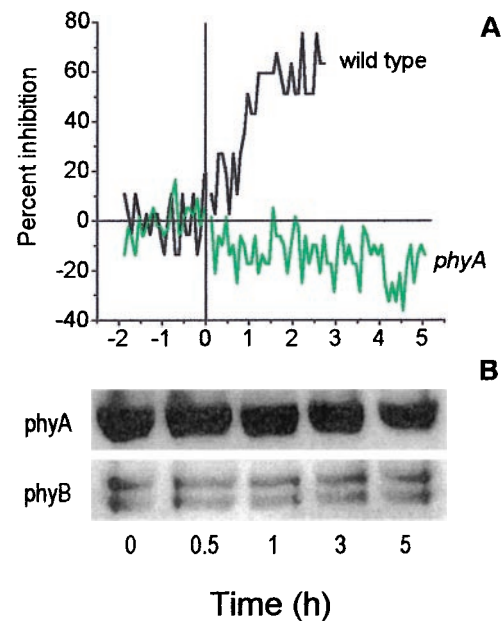 A
Percent inhibition
80
60
40
20
0
-20
-40
wild type
phyA
-2 -1 0 1 2 3 4 5
B
phyA
phyB
0 0.5 1 3 5
Time (h)